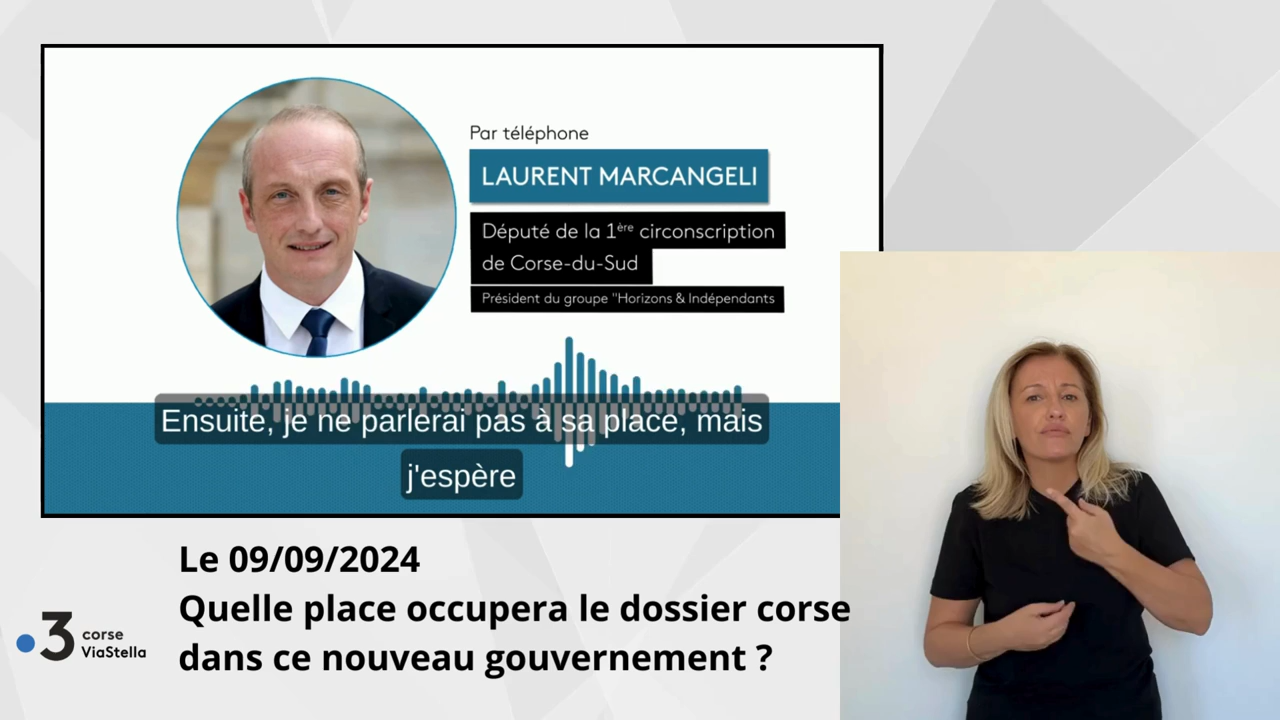 Par téléphone
LAURENT MARCANGELI
Député de la 1ère circonscription
de Corse-du-Sud
Président du groupe "Horizons & Indépendants
Ensuite, je ne parlerai pas à sa place, mais
j'espère
Le 09/09/2024
Quelle place occupera le dossier corse
dans ce nouveau gouvernement ?
3 corse
ViaStella